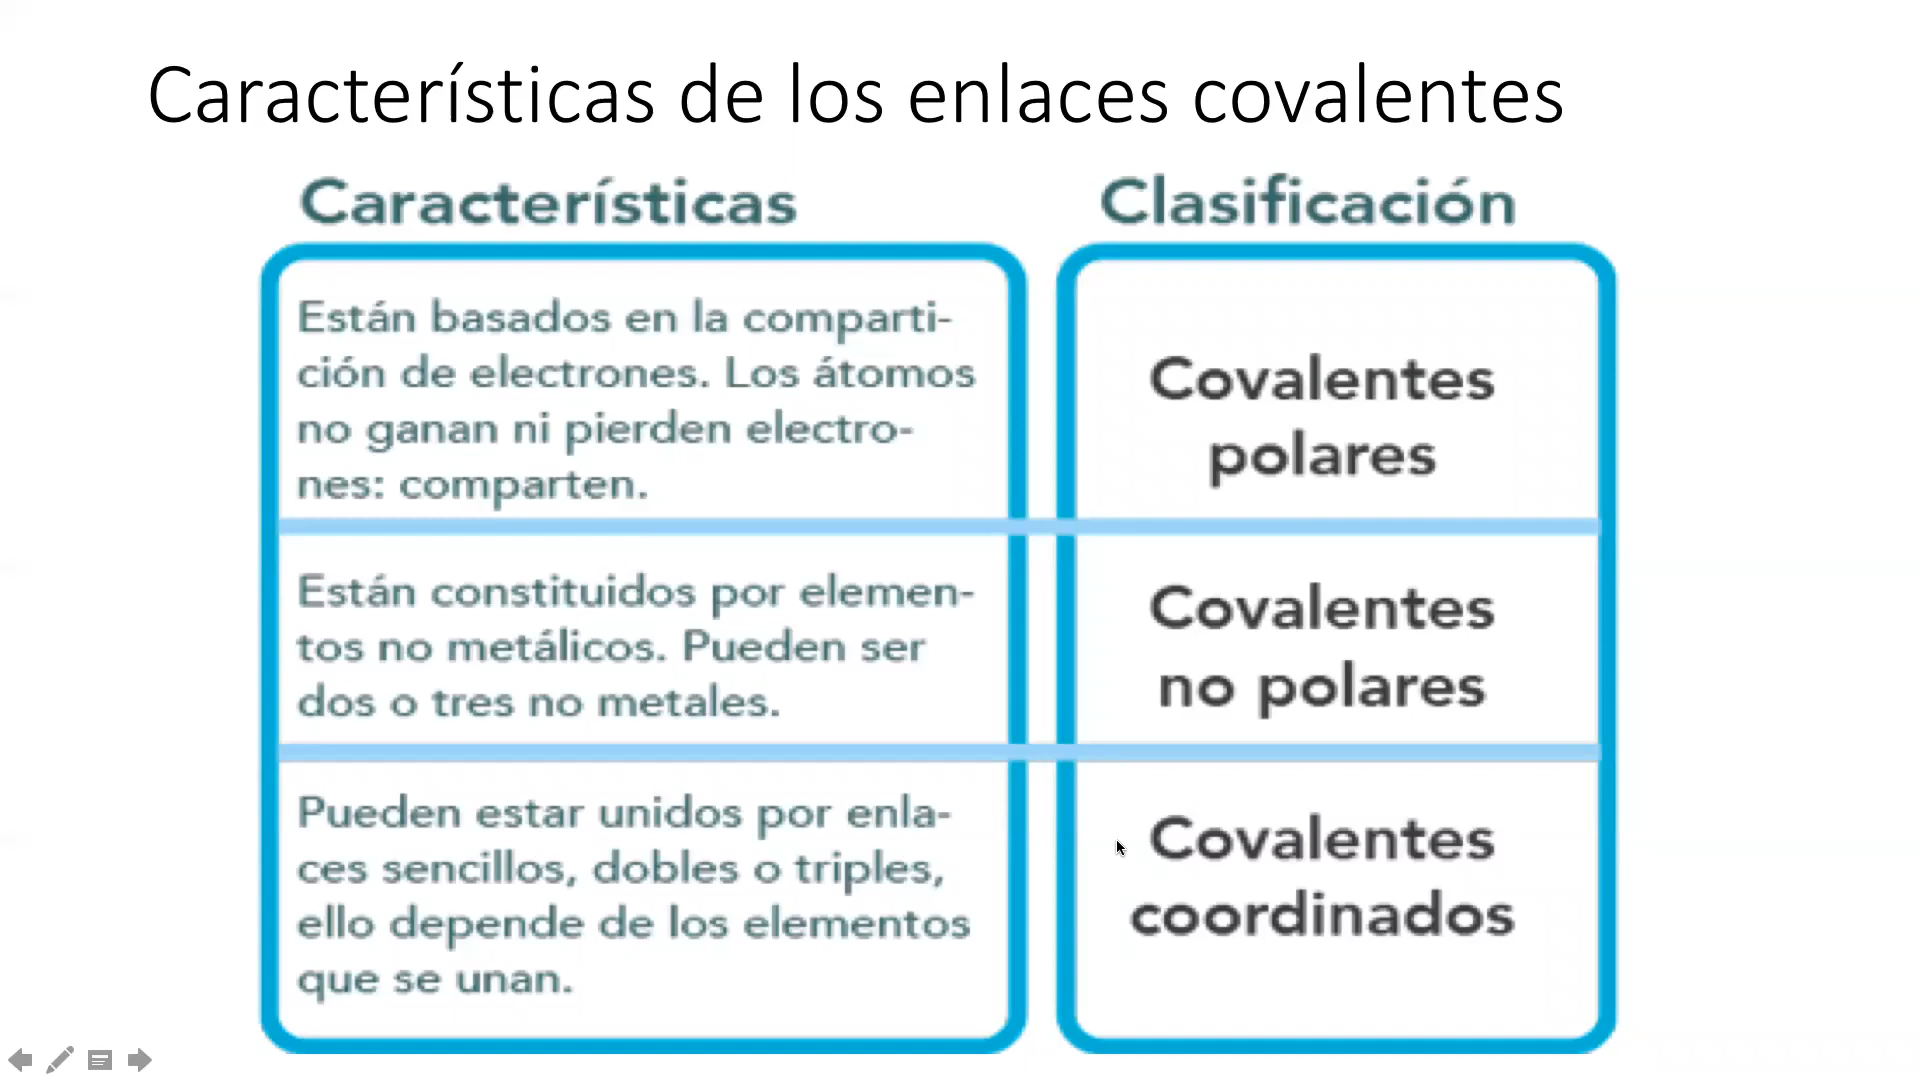 Características de los enlaces covalentes
Características
Están basados en la comparti-
ción de electrones. Los átomos
no ganan ni pierden electro-
nes: comparten.
Están constituidos por elemen-
tos no metálicos. Pueden ser
dos o tres no metales.
Pueden estar unidos por enla-
ces sencillos, dobles o triples,
ello depende de los elementos
que se unan.
Clasificación
Covalentes
polares
Covalentes
no polares
Covalentes
coordinados